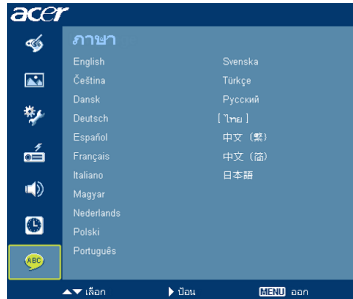 acer
ภาษา
English
Čeština
Dansk
Deutsch
Español
Français
Italiano
Magyar
Nederlands
Polski
Português
Svenska
Türkçe
Русский
[ ไทย ]
中文 (繁)
中文 (简)
日本語
ABC
▲▼ เลือก
▶ ป้อน
MENU ออก